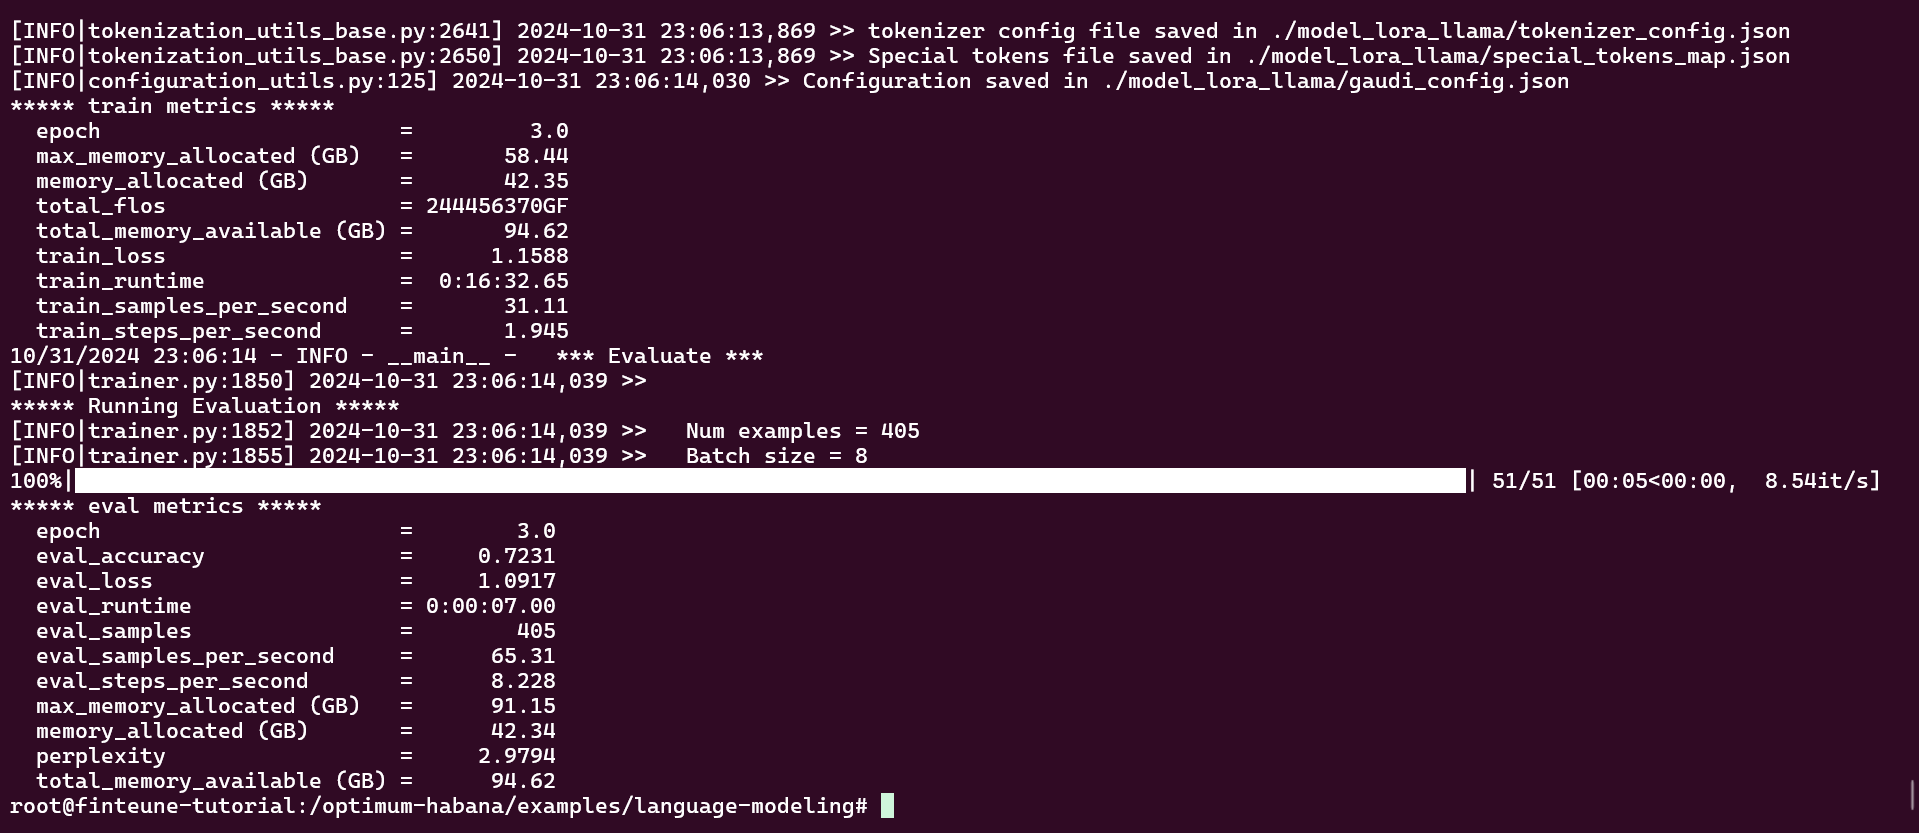 [INFO|tokenization_utils_base.py:2641] 2024-10-31 23:06:13,869 >> tokenizer config file saved in ./model_lora_llama/tokenizer_config.json
[INFO|tokenization_utils_base.py:2650] 2024-10-31 23:06:13,869 >> Special tokens file saved in ./model_lora_llama/special_tokens_map.json
[INFO|configuration_utils.py:125] 2024-10-31 23:06:14,030 >> Configuration saved in ./model_lora_llama/gaudi_config.json
***** train metrics *****
  epoch                       =         3.0
  max_memory_allocated (GB)   =       58.44
  memory_allocated (GB)       =       42.35
  total_flos                  = 244456370GF
  total_memory_available (GB) =       94.62
  train_loss                  =      1.1588
  train_runtime               =  0:16:32.65
  train_samples_per_second    =       31.11
  train_steps_per_second      =       1.945
10/31/2024 23:06:14 - INFO - __main__ -   *** Evaluate ***
[INFO|trainer.py:1850] 2024-10-31 23:06:14,039 >>
***** Running Evaluation *****
[INFO|trainer.py:1852] 2024-10-31 23:06:14,039 >>   Num examples = 405
[INFO|trainer.py:1855] 2024-10-31 23:06:14,039 >>   Batch size = 8
100%| | 51/51 [00:05<00:00,  8.54it/s]
***** eval metrics *****
  epoch                       =        3.0
  eval_accuracy               =     0.7231
  eval_loss                   =     1.0917
  eval_runtime                = 0:00:07.00
  eval_samples                =        405
  eval_samples_per_second     =      65.31
  eval_steps_per_second       =      8.228
  max_memory_allocated (GB)   =      91.15
  memory_allocated (GB)       =      42.34
  perplexity                  =     2.9794
  total_memory_available (GB) =      94.62
root@finteune-tutorial:/optimum-habana/examples/language-modeling#